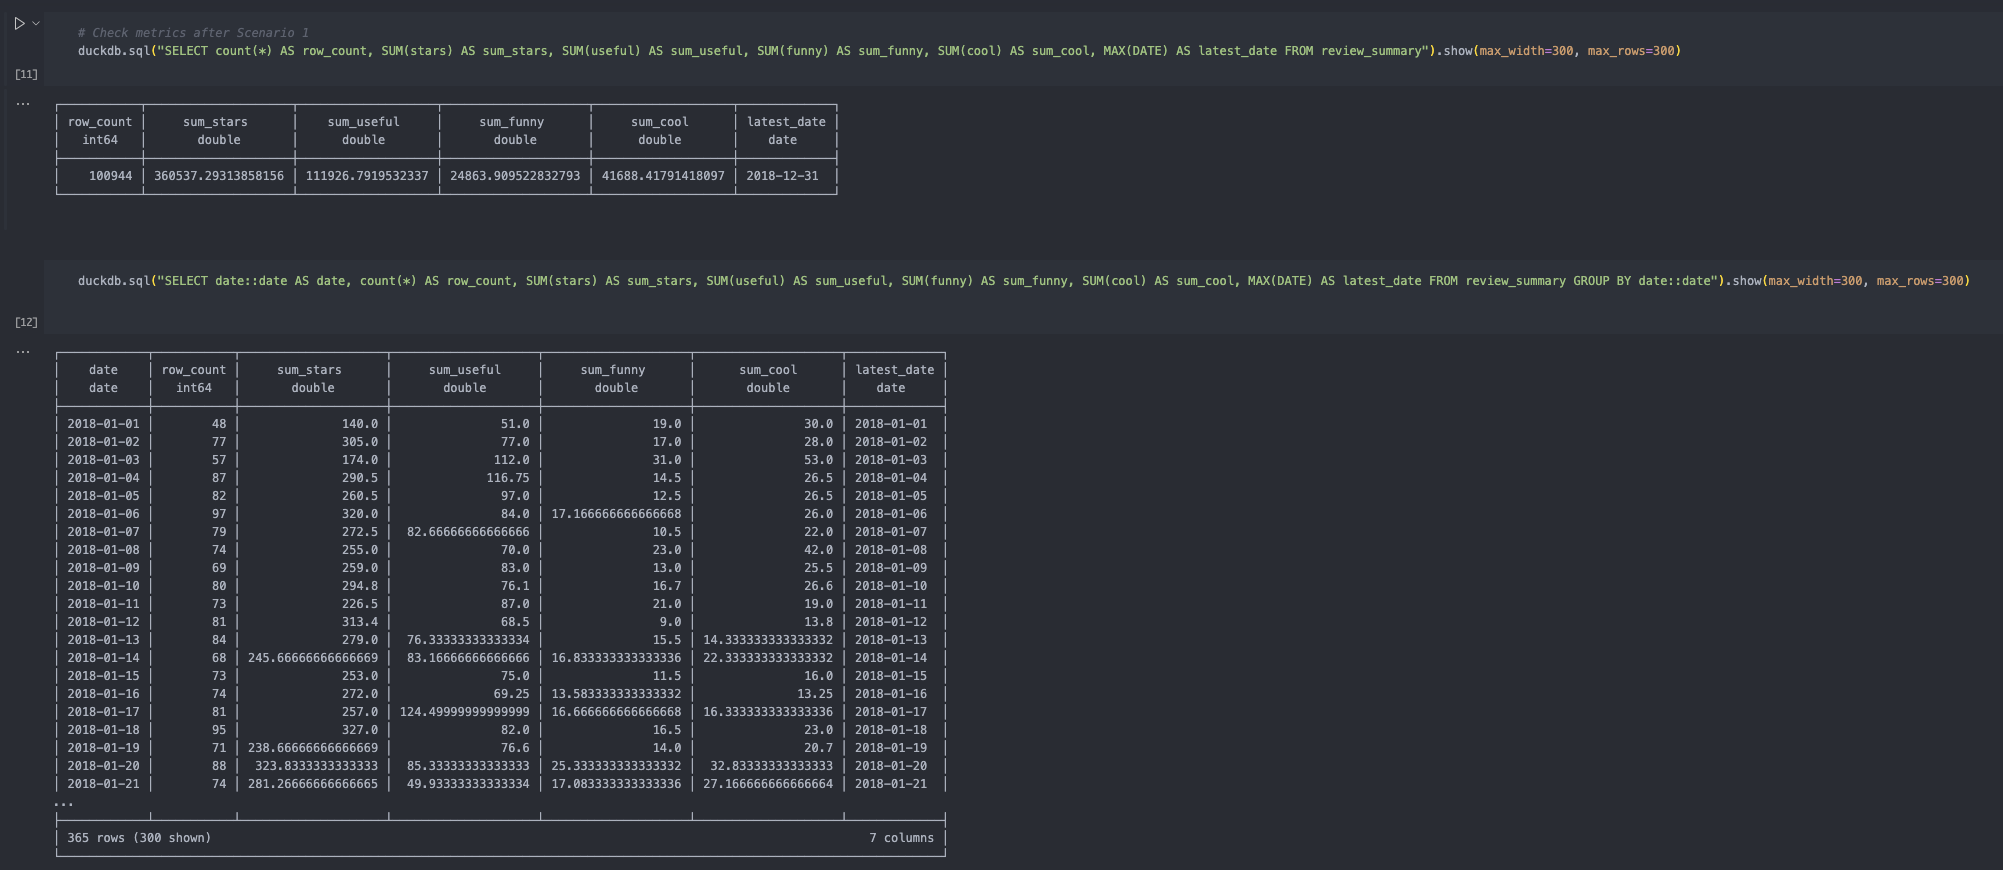 # Check metrics after Scenario 1
duckdb.sql("SELECT count(*) AS row_count, SUM(stars) AS sum_stars, SUM(useful) AS sum_useful, SUM(funny) AS sum_funny, SUM(cool) AS sum_cool, MAX(DATE) AS latest_date FROM review_summary").show(max_width=300, max_rows=300)
[11]
...
row_count sum_stars sum_useful sum_funny sum_cool latest_date
int64 double double double double date
100944 360537.29313858156 111926.7919532337 24863.909522832793 41688.41791418097 2018-12-31
duckdb.sql("SELECT date::date AS date, count(*) AS row_count, SUM(stars) AS sum_stars, SUM(useful) AS sum_useful, SUM(funny) AS sum_funny, SUM(cool) AS sum_cool, MAX(DATE) AS latest_date FROM review_summary GROUP BY date::date").show(max_width=300, max_rows=300)
[12]
...
date row_count sum_stars sum_useful sum_funny sum_cool latest_date
date int64 double double double double date
2018-01-01 48 140.0 51.0 19.0 30.0 2018-01-01
2018-01-02 77 305.0 77.0 17.0 28.0 2018-01-02
2018-01-03 57 174.0 112.0 31.0 53.0 2018-01-03
2018-01-04 87 290.5 116.75 14.5 26.5 2018-01-04
2018-01-05 82 260.5 97.0 12.5 26.5 2018-01-05
2018-01-06 97 320.0 84.0 17.166666666666668 26.0 2018-01-06
2018-01-07 79 272.5 82.66666666666666 10.5 22.0 2018-01-07
2018-01-08 74 255.0 70.0 23.0 42.0 2018-01-08
2018-01-09 69 259.0 83.0 13.0 25.5 2018-01-09
2018-01-10 80 294.8 76.1 16.7 26.6 2018-01-10
2018-01-11 73 226.5 87.0 21.0 19.0 2018-01-11
2018-01-12 81 313.4 68.5 9.0 13.8 2018-01-12
2018-01-13 84 279.0 76.33333333333334 15.5 14.333333333333332 2018-01-13
2018-01-14 68 245.66666666666669 83.16666666666666 16.833333333333336 22.333333333333332 2018-01-14
2018-01-15 73 253.0 75.0 11.5 16.0 2018-01-15
2018-01-16 74 272.0 69.25 13.583333333333332 13.25 2018-01-16
2018-01-17 81 257.0 124.49999999999999 16.666666666666668 16.333333333333336 2018-01-17
2018-01-18 95 327.0 82.0 16.5 23.0 2018-01-18
2018-01-19 71 238.66666666666669 76.6 14.0 20.7 2018-01-19
2018-01-20 88 323.8333333333333 85.33333333333333 25.333333333333332 32.83333333333333 2018-01-20
2018-01-21 74 281.26666666666665 49.93333333333334 17.083333333333336 27.166666666666664 2018-01-21
...
365 rows (300 shown) 7 columns